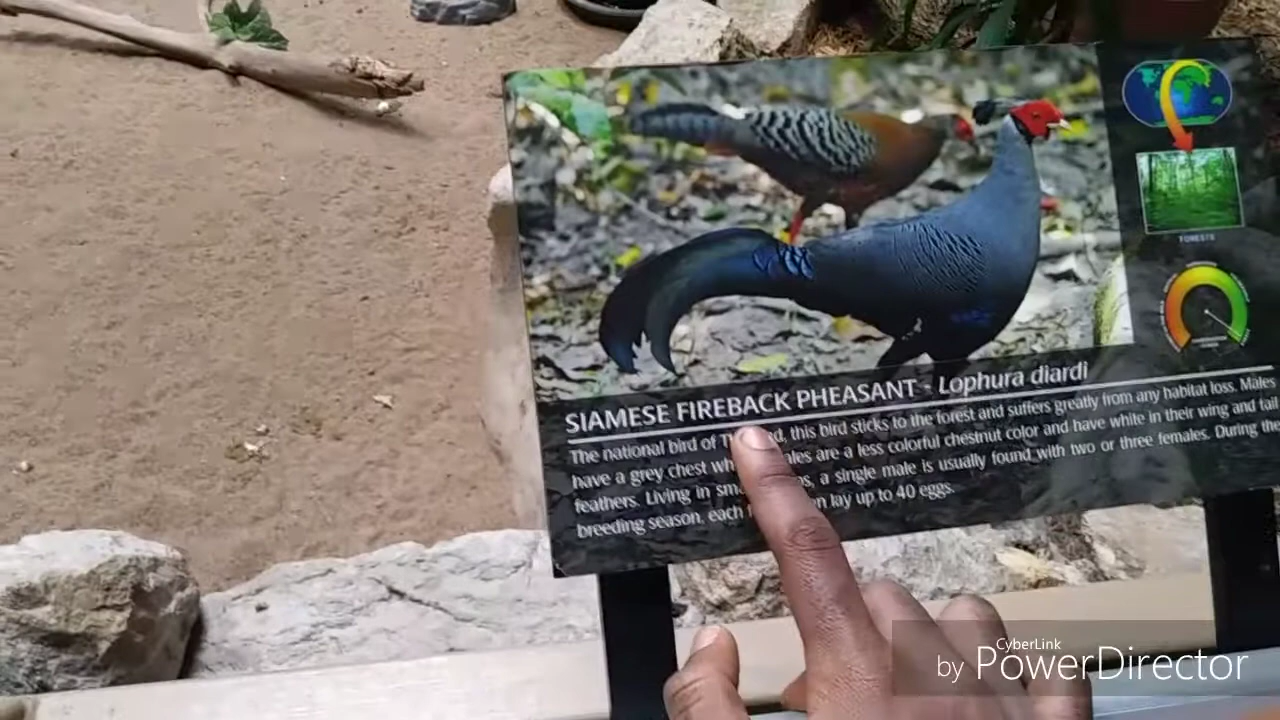 FORESTS
SIAMESE FIREBACK PHEASANT - Lophura diardi
The national bird of , this bird sticks to the forest and suffers greatly from any habitat loss. Males
have a grey chest are a less colorful chestnut color and have white in their wing and tail
feathers. Living in a single male is usually found with two or three females. During the
breeding season, each lay up to 40 eggs.
CyberLink
by PowerDirector